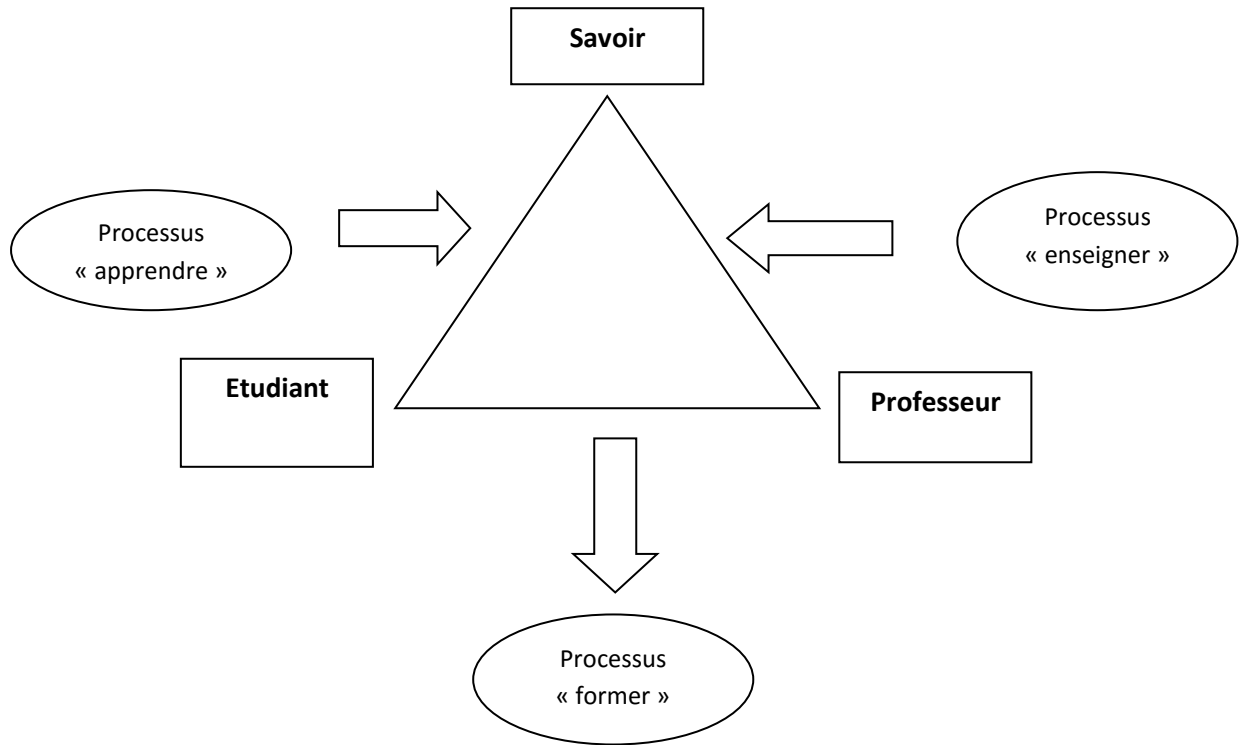 Savoir
Processus
« apprendre »
Processus
« enseigner »
Etudiant
Professeur
Processus
« former »